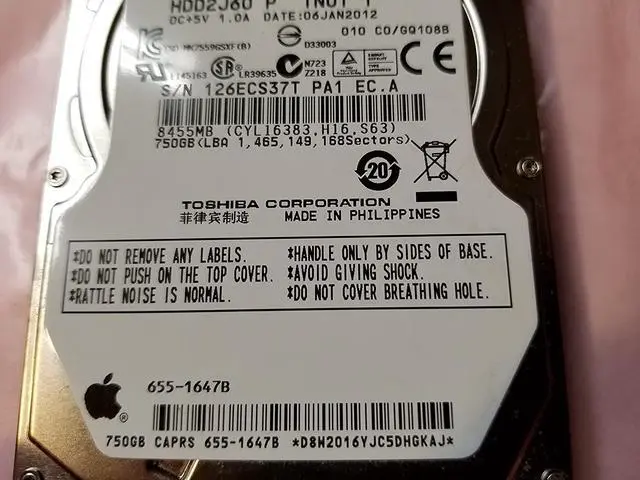 HDD2J60 P
DC+5V 1.0A DATE:06JAN2012
010 C0/GQ108B
MK7559GSXF(B) D33003
LR39635 N723
7218
S/N 126ECS37T PA1 EC.A
8455MB (CYL16383,H16,S63)
750GB(LBA 1,465,149,168Sectors)
20
TOSHIBA CORPORATION
菲律宾制造 MADE IN PHILIPPINES
*DO NOT REMOVE ANY LABELS. *HANDLE ONLY BY SIDES OF BASE.
*DO NOT PUSH ON THE TOP COVER. *AVOID GIVING SHOCK.
*RATTLE NOISE IS NORMAL. *DO NOT COVER BREATHING HOLE.
655-1647B
750GB CAPRS 655-1647B *D8W2016YJC5DHGKAJ*